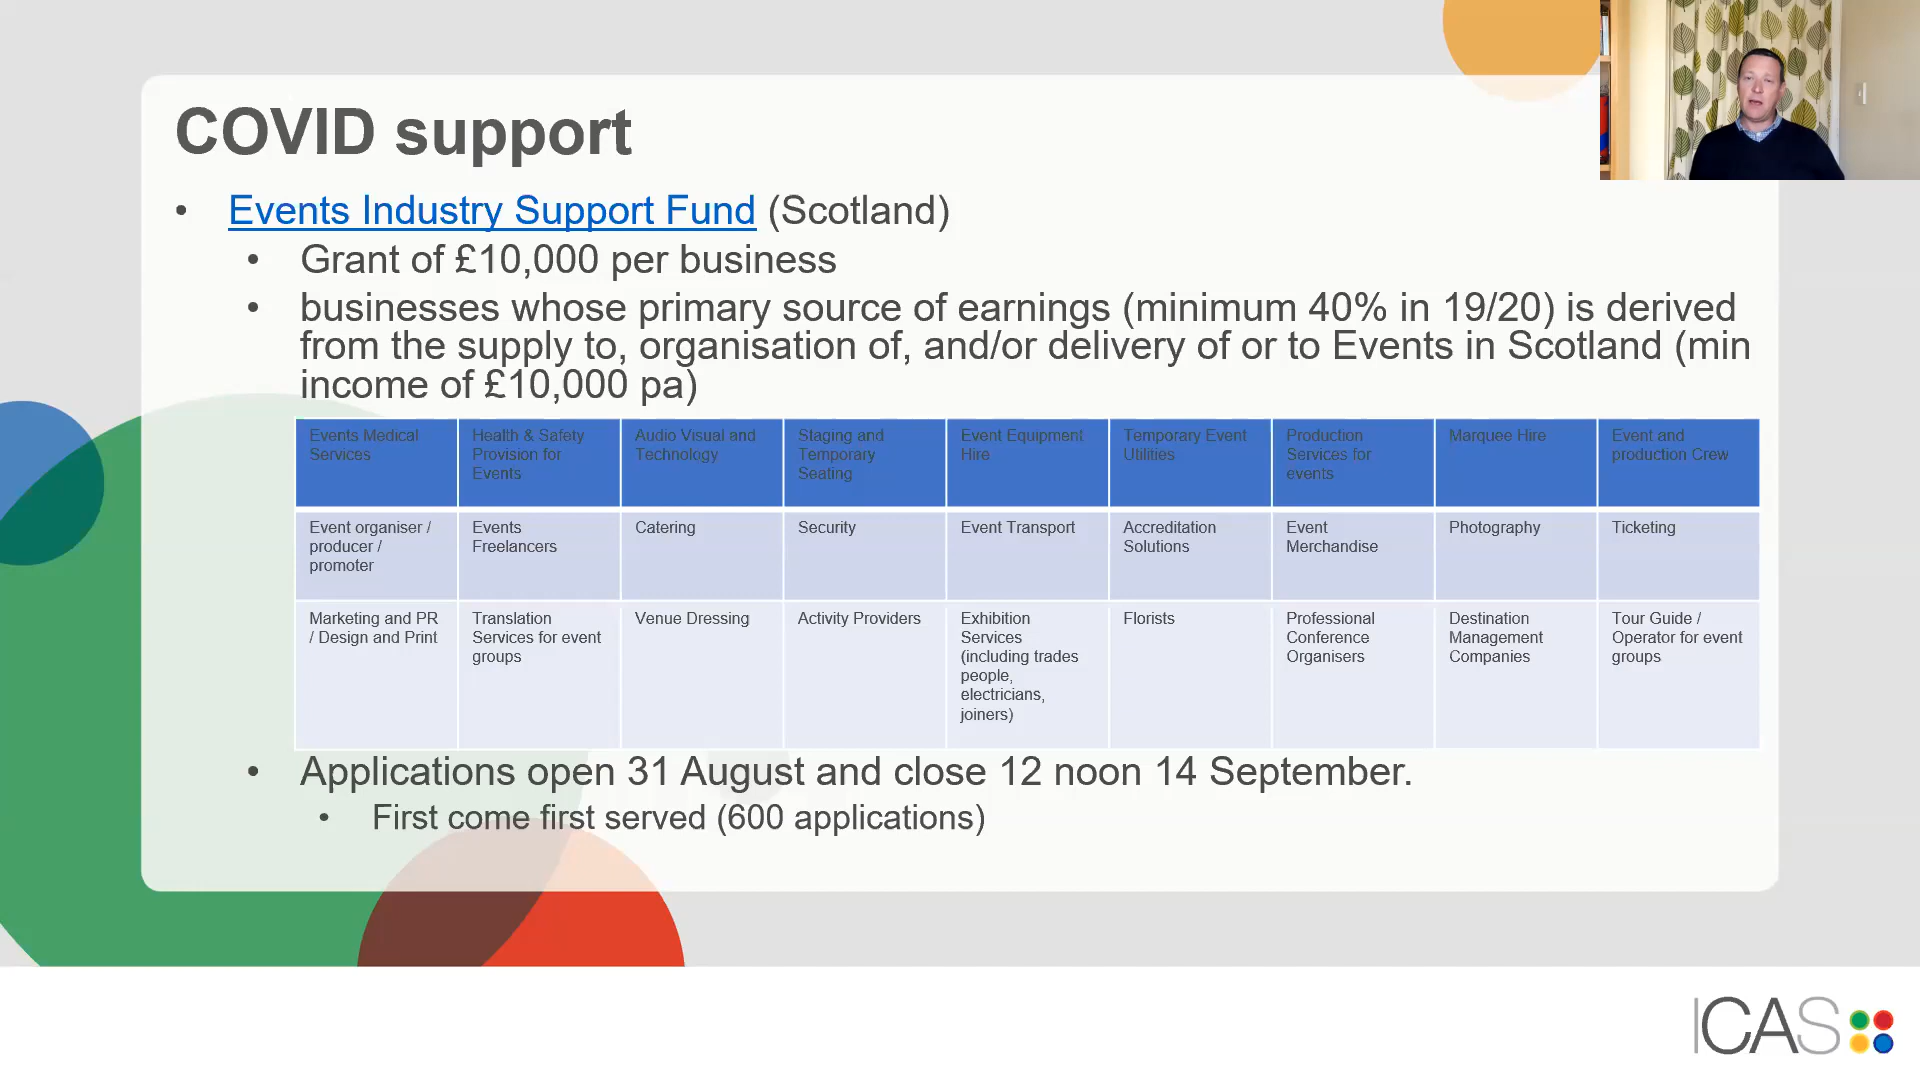 COVID support
• Events Industry Support Fund (Scotland)
• Grant of £10,000 per business
• businesses whose primary source of earnings (minimum 40% in 19/20) is derived
from the supply to, organisation of, and/or delivery of or to Events in Scotland (min
income of £10,000 pa)
Events Medical
Services
Health & Safety
Provision for
Events
Audio Visual and
Technology
Staging and
Temporary
Seating
Event Equipment
Hire
Temporary Event
Utilities
Production
Services for
events
Marquee Hire
Event and
production Crew
Event organiser /
producer /
promoter
Events
Freelancers
Catering
Security
Event Transport
Accreditation
Solutions
Event
Merchandise
Photography
Ticketing
Marketing and PR
/ Design and Print
Translation
Services for event
groups
Venue Dressing
Activity Providers
Exhibition
Services
(including trades
people,
electricians,
joiners)
Florists
Professional
Conference
Organisers
Destination
Management
Companies
Tour Guide /
Operator for event
groups
• Applications open 31 August and close 12 noon 14 September.
• First come first served (600 applications)
ICAS